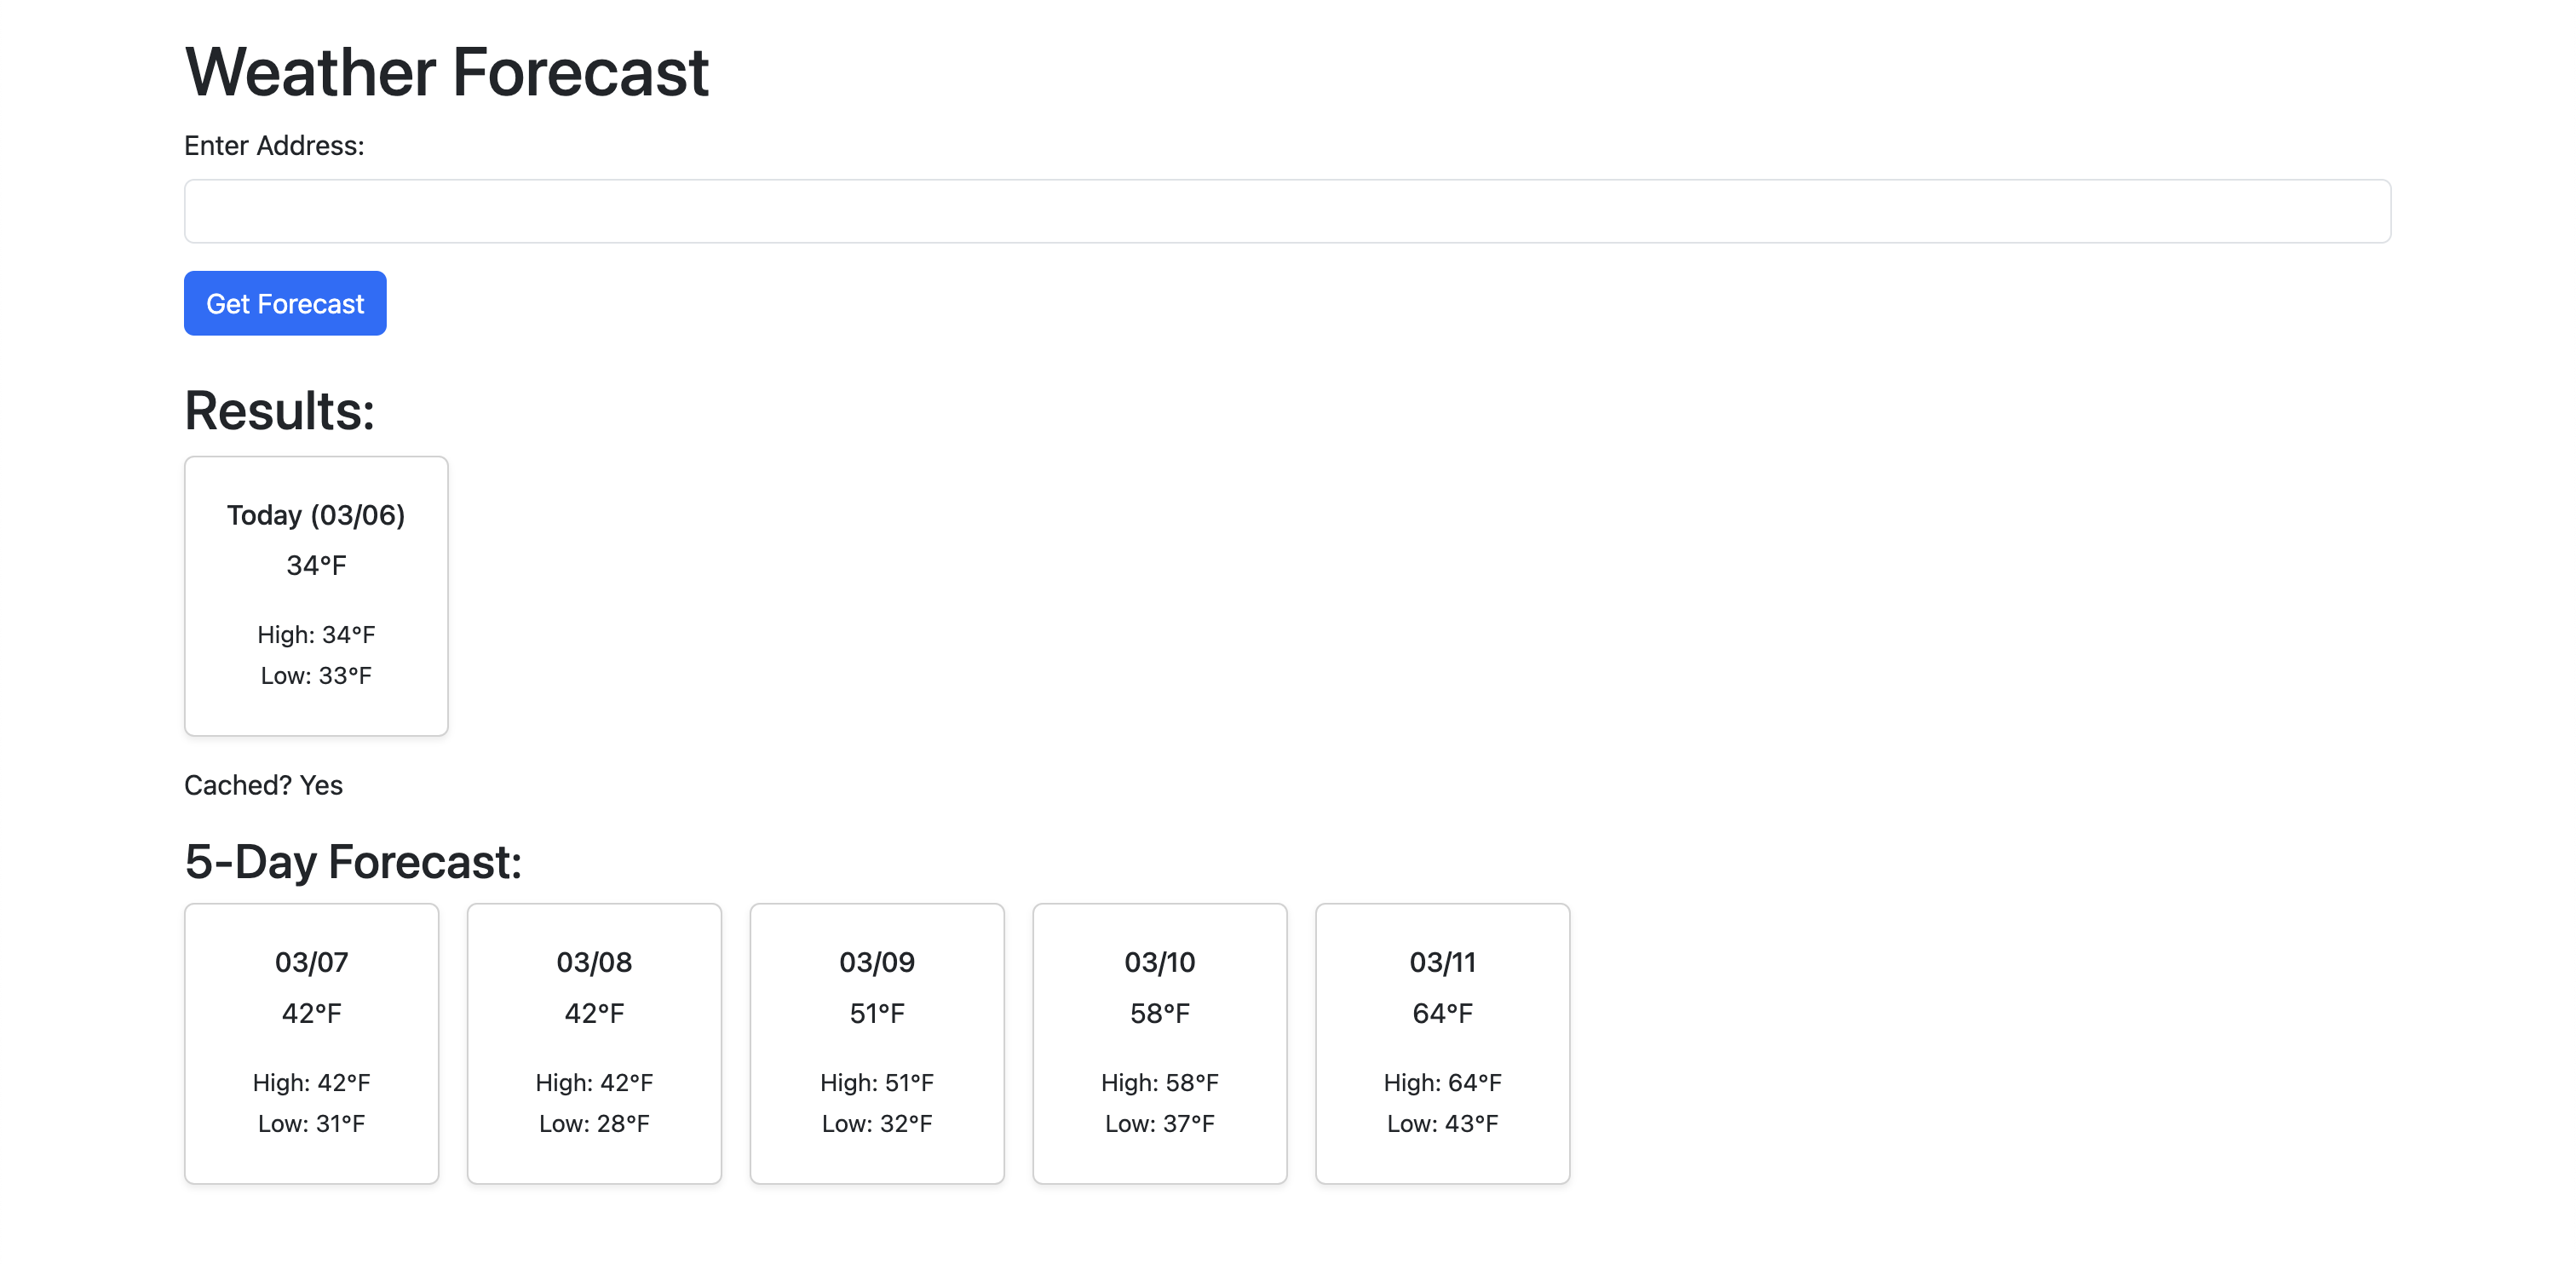 Weather Forecast
Enter Address:
Get Forecast
Results:
Today (03/06)
34°F
High: 34°F
Low: 33°F
Cached? Yes
5-Day Forecast:
03/07
42°F
High: 42°F
Low: 31°F
03/08
42°F
High: 42°F
Low: 28°F
03/09
51°F
High: 51°F
Low: 32°F
03/10
58°F
High: 58°F
Low: 37°F
03/11
64°F
High: 64°F
Low: 43°F